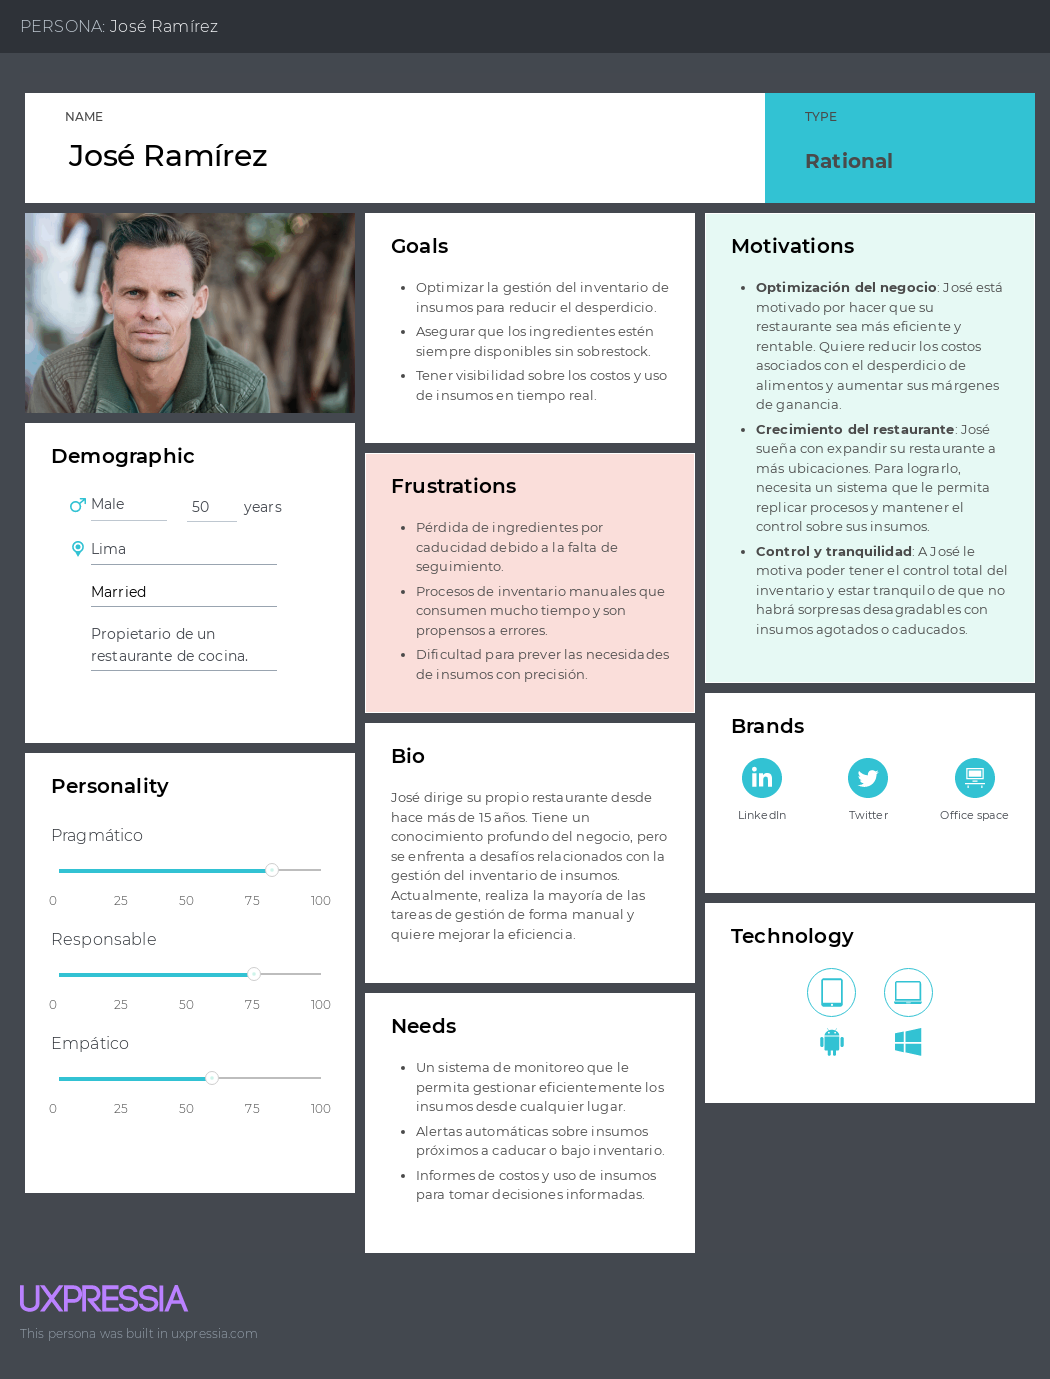 PERSONA: José Ramírez
NAME
José Ramírez
TYPE
Rational
Demographic
Male
50 years
Lima
Married
Propietario de un
restaurante de cocina.
Personality
Pragmático
0 25 50 75 100
Responsable
0 25 50 75 100
Empático
0 25 50 75 100
Goals
Optimizar la gestión del inventario de
insumos para reducir el desperdicio.
Asegurar que los ingredientes estén
siempre disponibles sin sobrestock.
Tener visibilidad sobre los costos y uso
de insumos en tiempo real.
Frustrations
Pérdida de ingredientes por
caducidad debido a la falta de
seguimiento.
Procesos de inventario manuales que
consumen mucho tiempo y son
propensos a errores.
Dificultad para prever las necesidades
de insumos con precisión.
Bio
José dirige su propio restaurante desde
hace más de 15 años. Tiene un
conocimiento profundo del negocio, pero
se enfrenta a desafíos relacionados con la
gestión del inventario de insumos.
Actualmente, realiza la mayoría de las
tareas de gestión de forma manual y
quiere mejorar la eficiencia.
Needs
Un sistema de monitoreo que le
permita gestionar eficientemente los
insumos desde cualquier lugar.
Alertas automáticas sobre insumos
próximos a caducar o bajo inventario.
Informes de costos y uso de insumos
para tomar decisiones informadas.
Motivations
Optimización del negocio: José está
motivado por hacer que su
restaurante sea más eficiente y
rentable. Quiere reducir los costos
asociados con el desperdicio de
alimentos y aumentar sus márgenes
de ganancia.
Crecimiento del restaurante: José
sueña con expandir su restaurante a
más ubicaciones. Para lograrlo,
necesita un sistema que le permita
replicar procesos y mantener el
control sobre sus insumos.
Control y tranquilidad: A José le
motiva poder tener el control total del
inventario y estar tranquilo de que no
habrá sorpresas desagradables con
insumos agotados o caducados.
Brands
LinkedIn Twitter Office space
Technology
UXPRESSIA
This persona was built in uxpressia.com